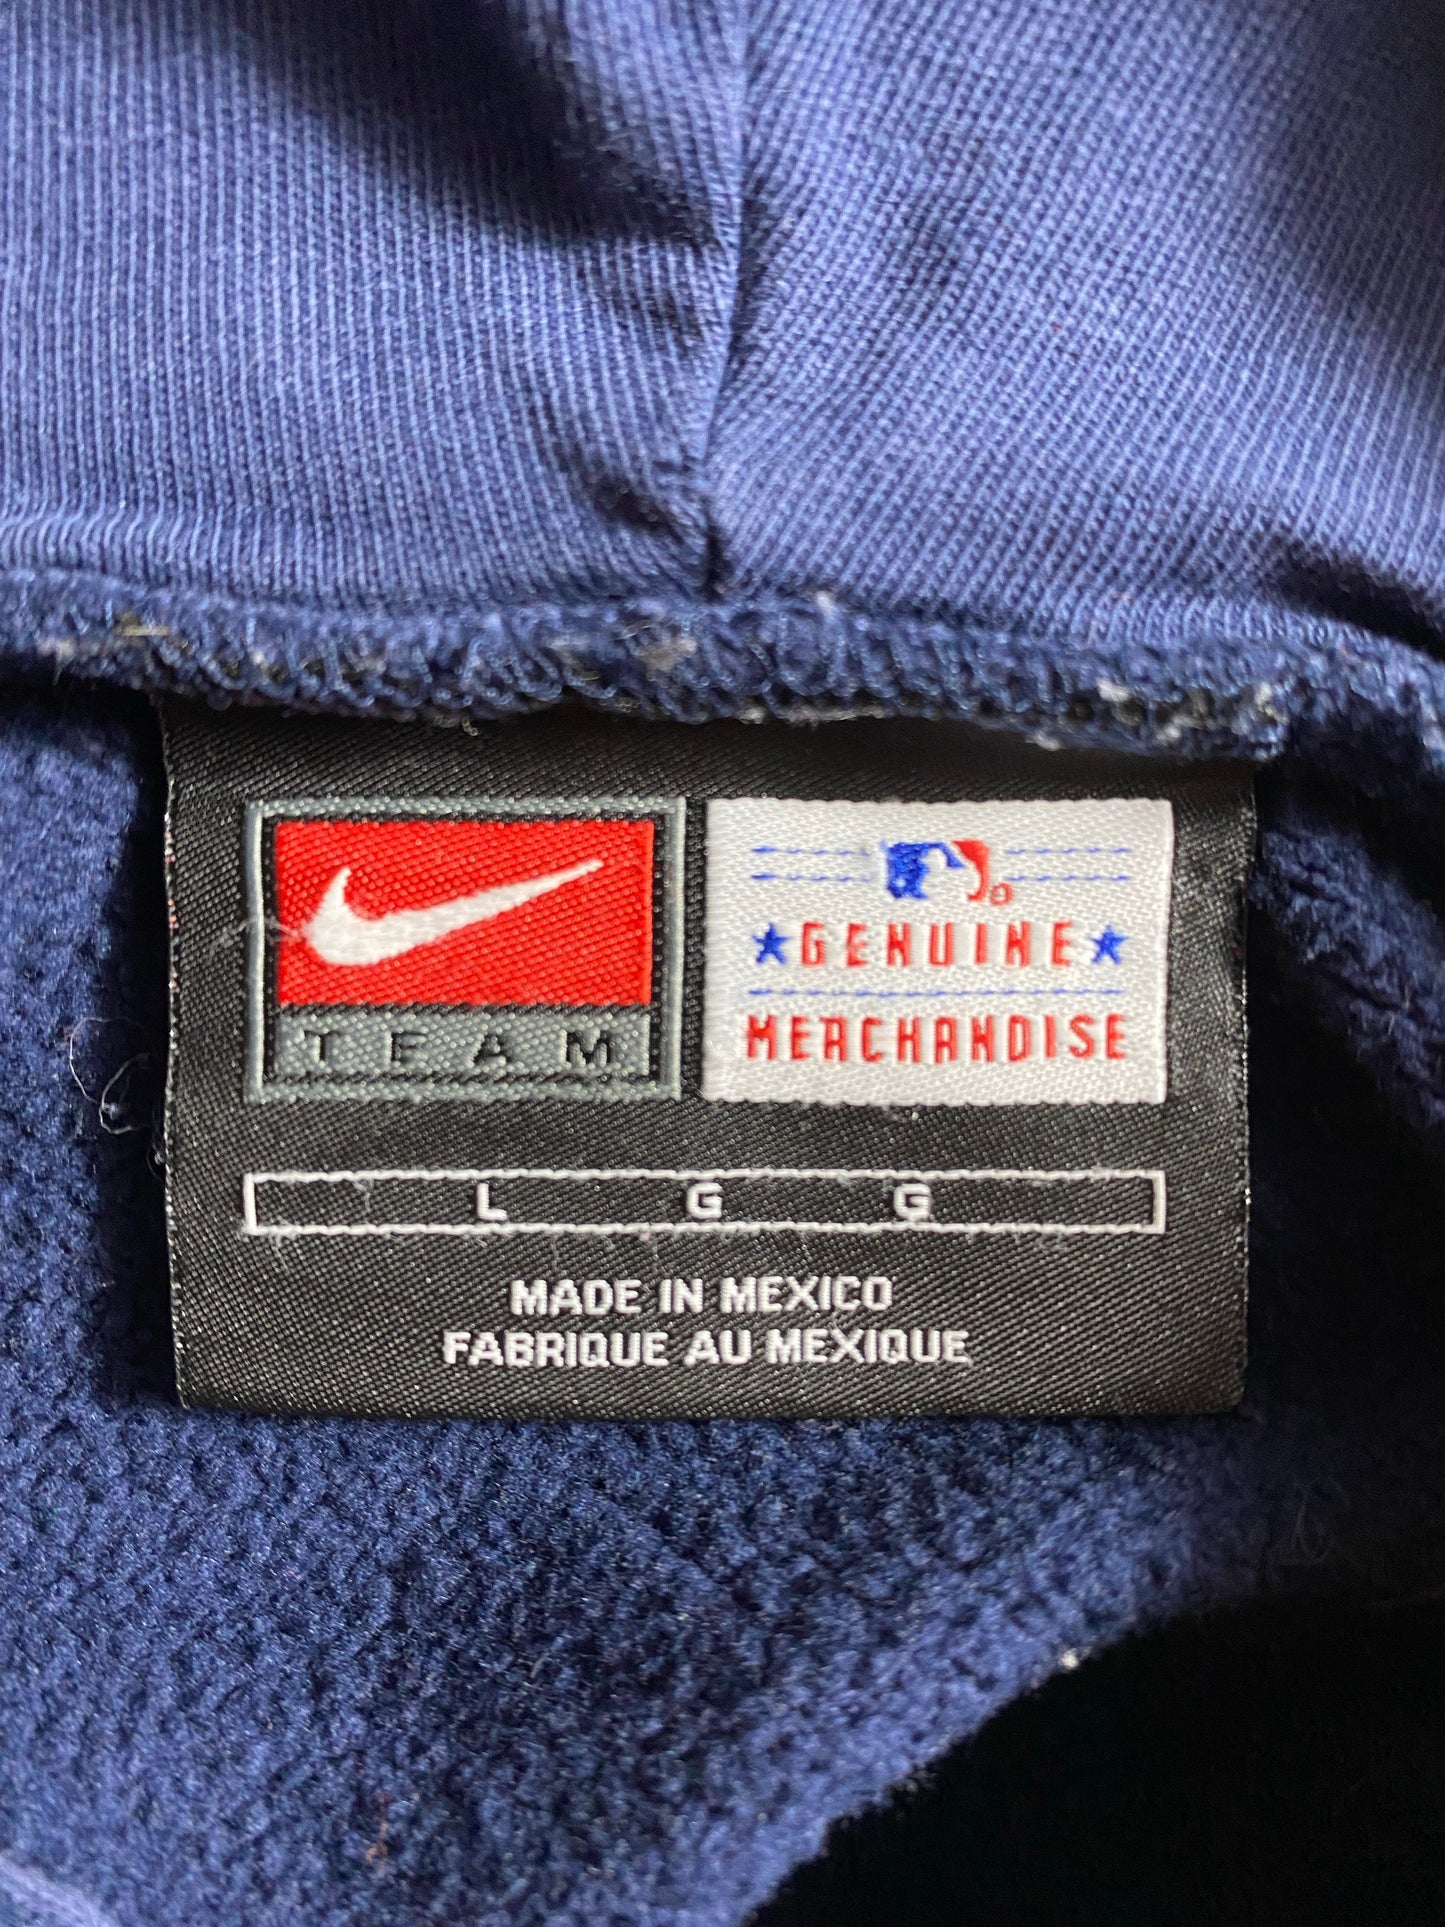 TEAM
GENUINE
MERCHANDISE
L G G
MADE IN MEXICO
FABRIQUE AU MEXIQUE